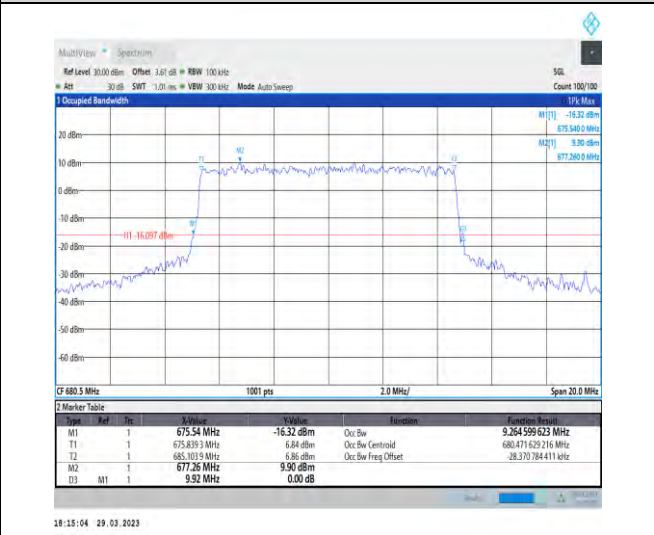 MultiView Spectrum
Ref Level 30.00 dBm Offset 3.61 dB RBW 100 kHz SGL
Att 30 dB SWT 1.01 ms VBW 300 kHz Mode Auto Sweep Count 100/100
1 Occupied Bandwidth 1Pk Max
M1[1] -16.32 dBm
675.540 0 MHz
M2[1] 9.90 dBm
677.260 0 MHz
20 dBm
10 dBm
0 dBm
-10 dBm
-20 dBm
-30 dBm
-40 dBm
-50 dBm
-60 dBm
T1
M2
T2
M1
D3
H1 -16.097 dBm
CF 680.5 MHz 1001 pts 2.0 MHz/ Span 20.0 MHz
2 Marker Table
Type Ref Trc X-Value Y-Value Function Function Result
M1 1 675.54 MHz -16.32 dBm Occ Bw 9.264 599 623 MHz
T1 1 675.839 3 MHz 6.84 dBm Occ Bw Centroid 680.471 629 216 MHz
T2 1 685.103 9 MHz 6.86 dBm Occ Bw Freq Offset -28.370 784 411 kHz
M2 1 677.26 MHz 9.90 dBm
D3 M1 1 9.92 MHz 0.00 dB
18:15:04 29.03.2023